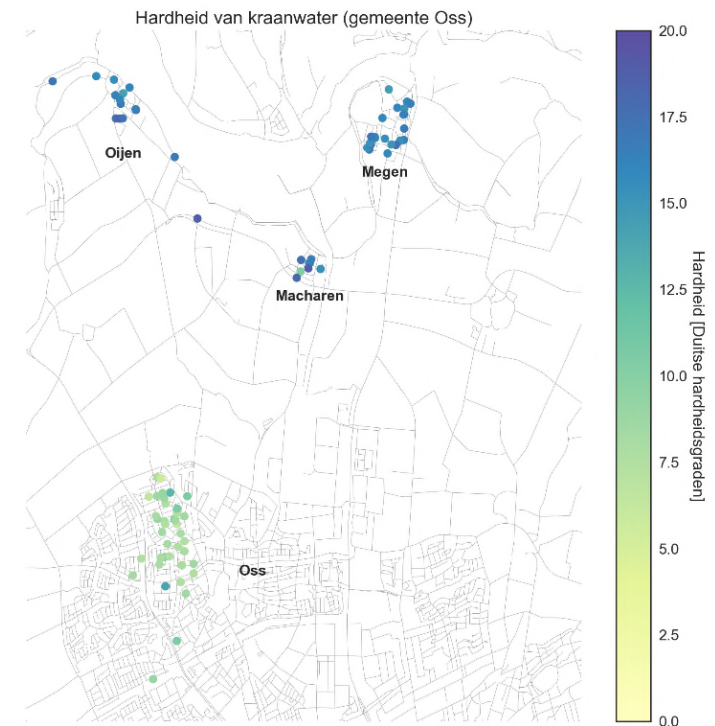 Hardheid van kraanwater (gemeente Oss)
Oijen
Megen
Macharen
Oss
20.0
17.5
15.0
12.5
10.0
7.5
5.0
2.5
0.0
Hardheid [Duitse hardheidsgraden]